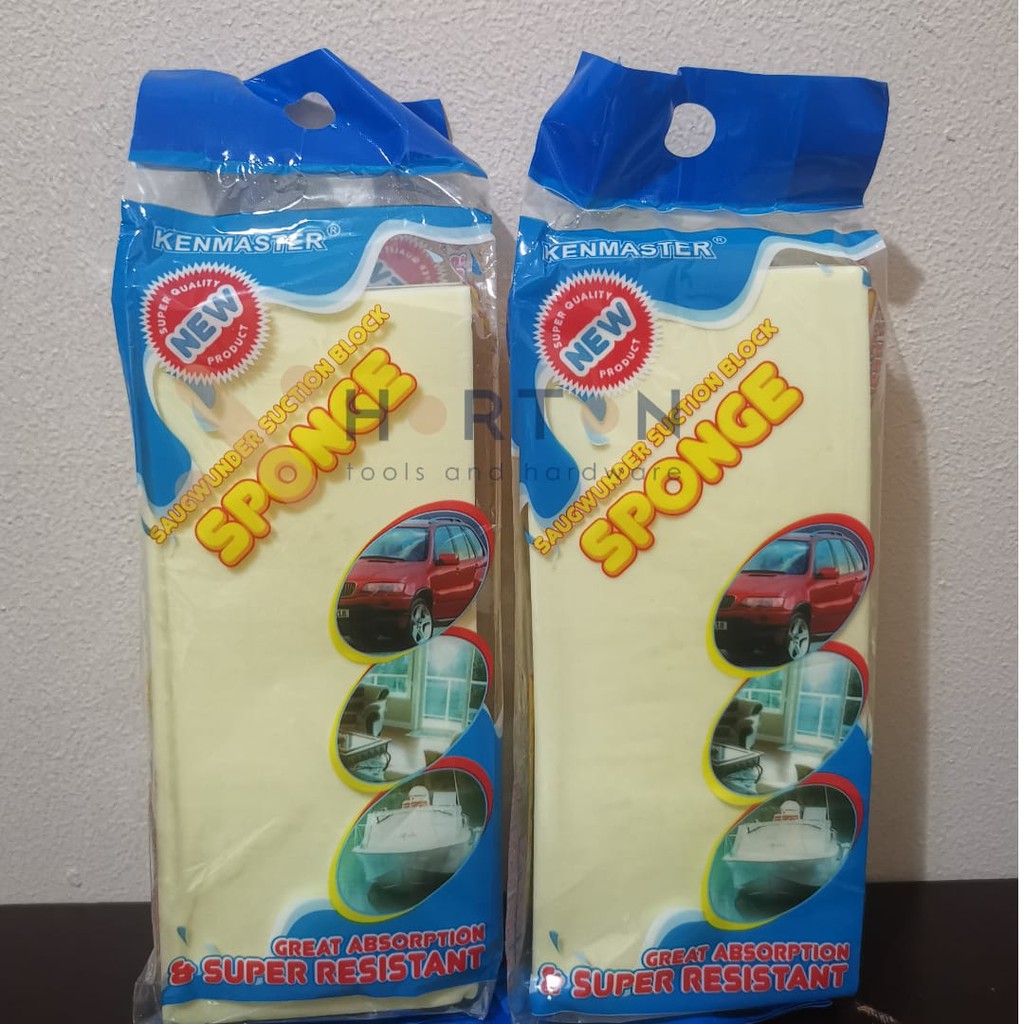 KENMASTER®
SUPER QUALITY
NEW
PRODUCT
SAUGWUNDER SUCTION BLOCK
SPONGE
GREAT ABSORPTION
& SUPER RESISTANT
KENMASTER®
SUPER QUALITY
NEW
PRODUCT
SAUGWUNDER SUCTION BLOCK
SPONGE
GREAT ABSORPTION
& SUPER RESISTANT
HORTON
tools and hardware